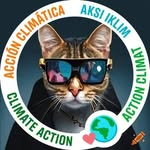 ACCIÓN CLIMÁTICA
AKSI IKLIM
CLIMATE ACTION
ACTION CLIMAT